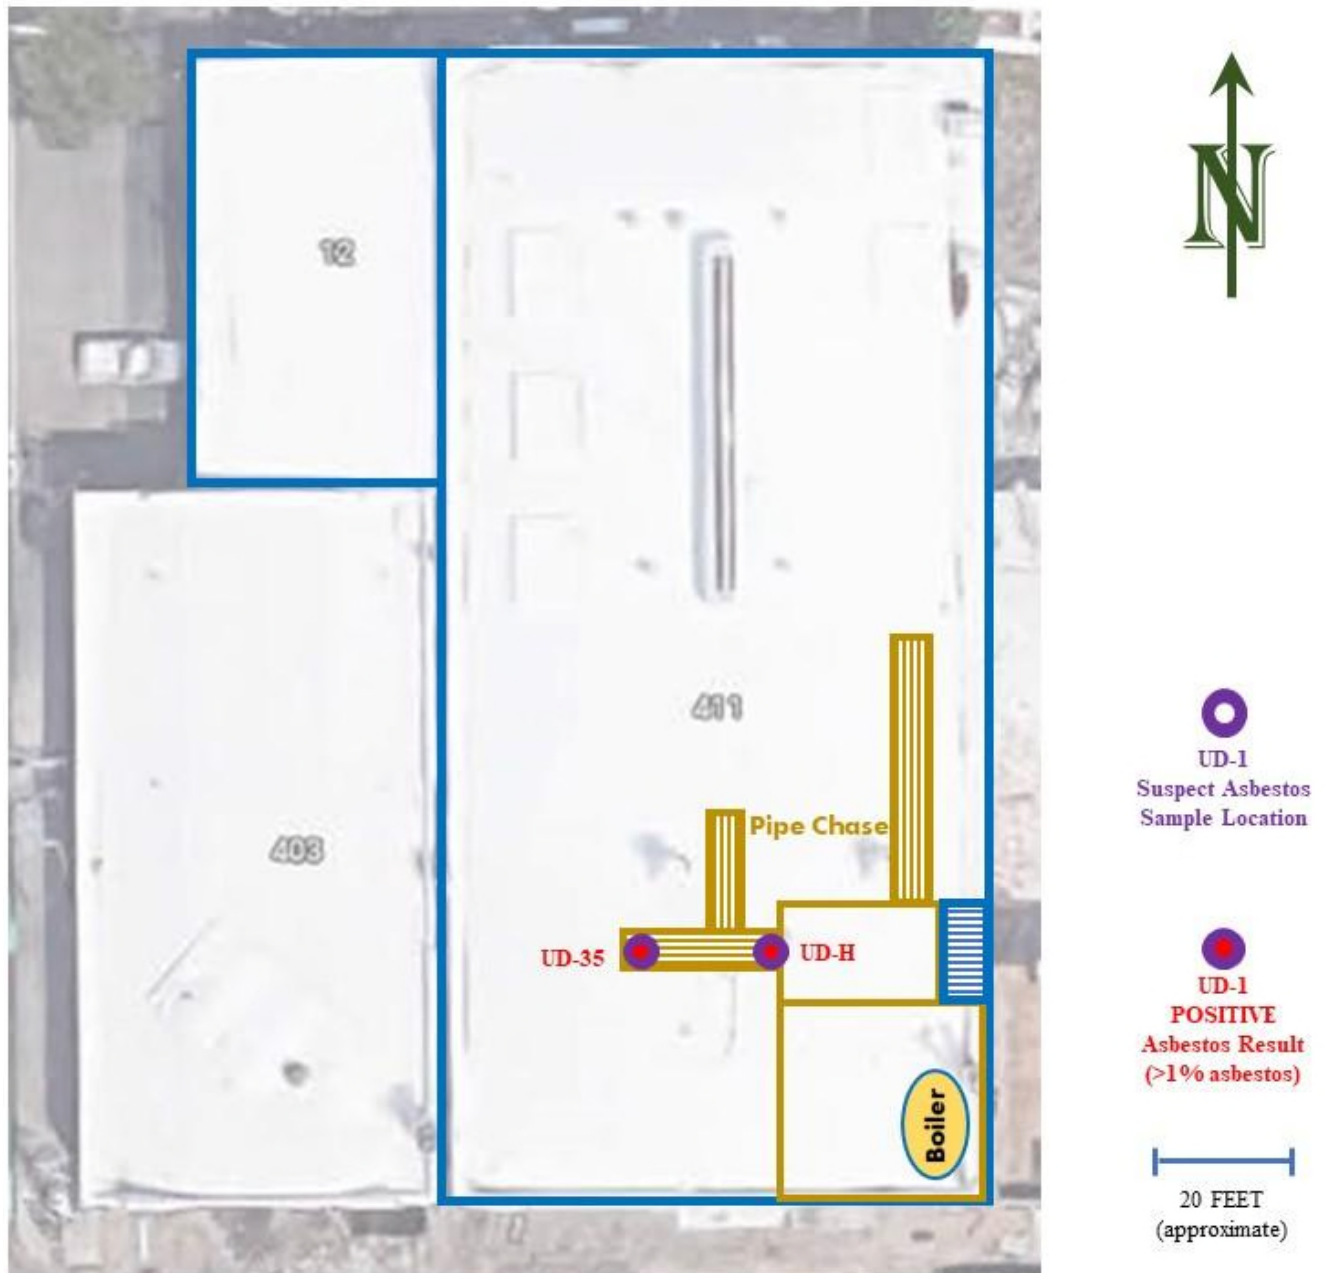 N
12
411
Pipe Chase
403
UD-35
UD-H
Boiler
UD-1
Suspect Asbestos
Sample Location
UD-1
POSITIVE
Asbestos Result
(>1% asbestos)
20 FEET
(approximate)